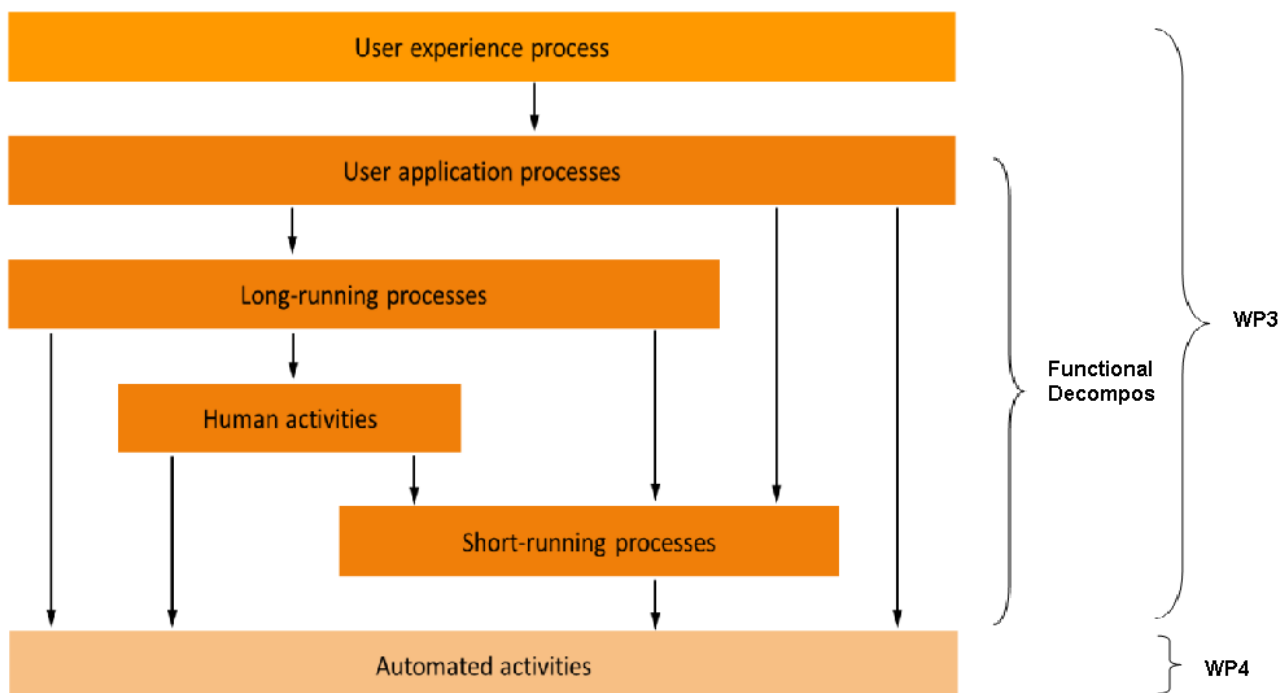 User experience process
User application processes
Long-running processes
WP3
Functional
Decompos
Human activities
Short-running processes
Automated activities
WP4